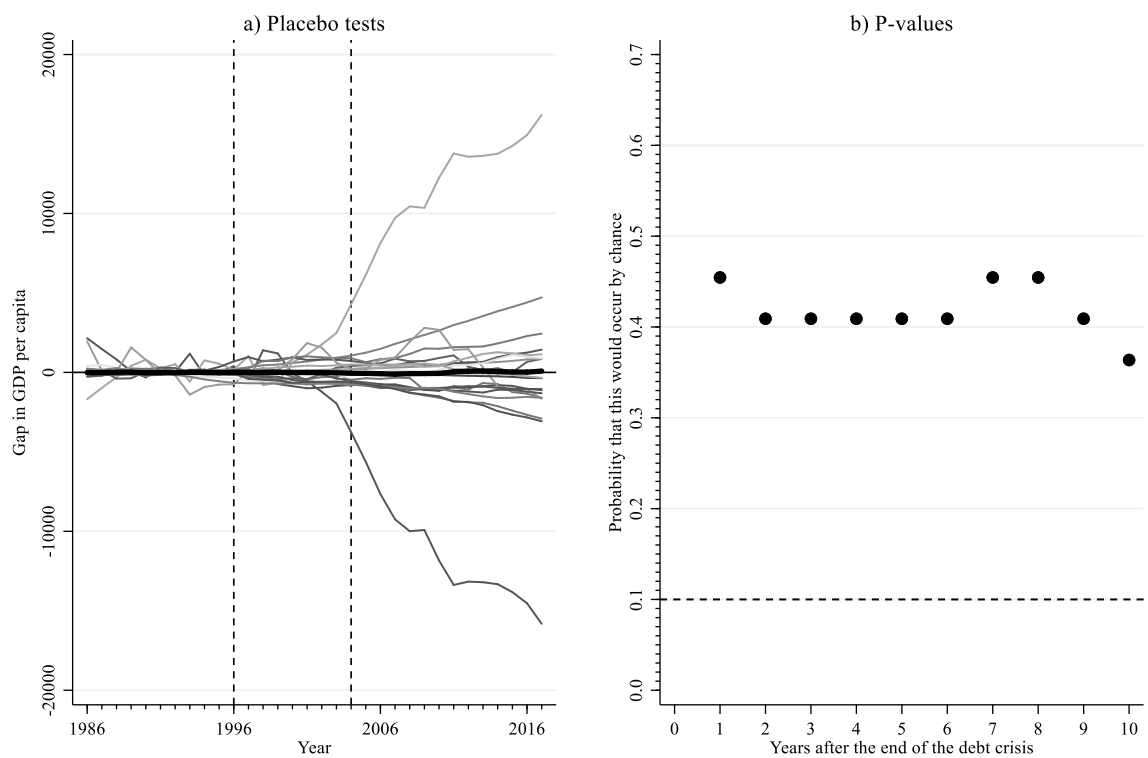 a) Placebo tests
20000
10000
0
-10000
-20000
Gap in GDP per capita
1986 1996 2006 2016
Year
b) P-values
0.7
0.6
0.5
0.4
0.3
0.2
0.1
0.0
Probability that this would occur by chance
0 1 2 3 4 5 6 7 8 9 10
Years after the end of the debt crisis